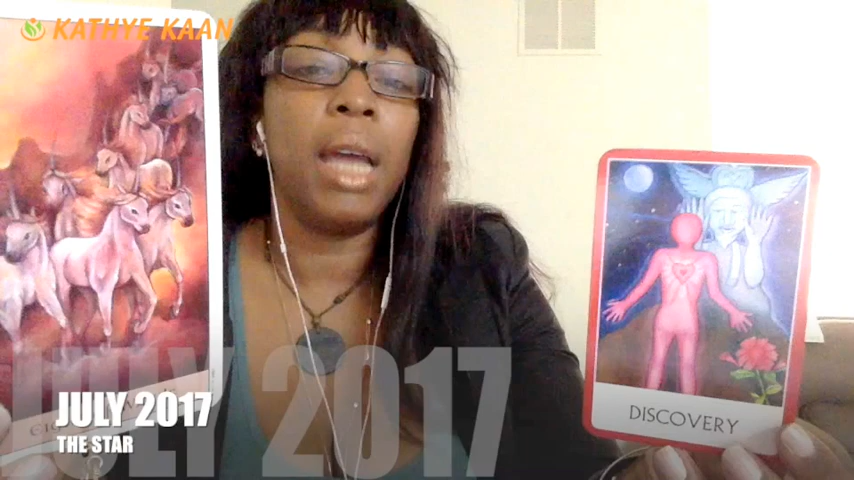 KATHYE KAAN
DISCOVERY
JULY 2017
JULY 2017
THE STAR